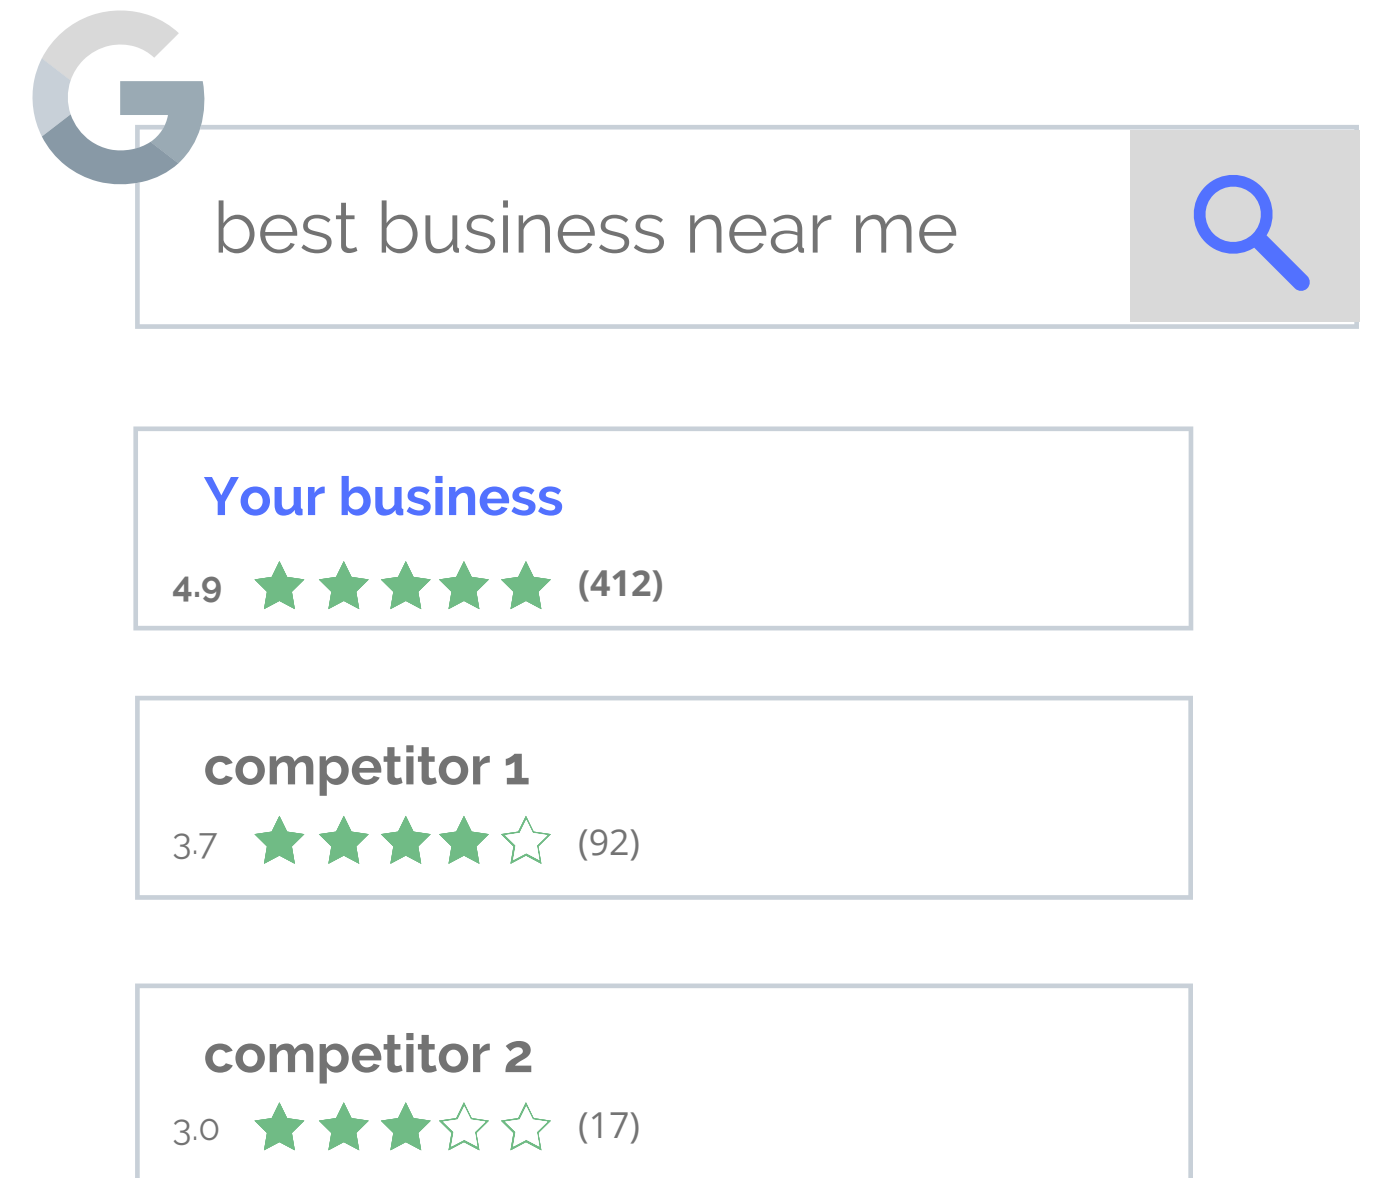 G
best business near me
Your business
4.9 (412)
competitor 1
3.7 (92)
competitor 2
3.0 (17)